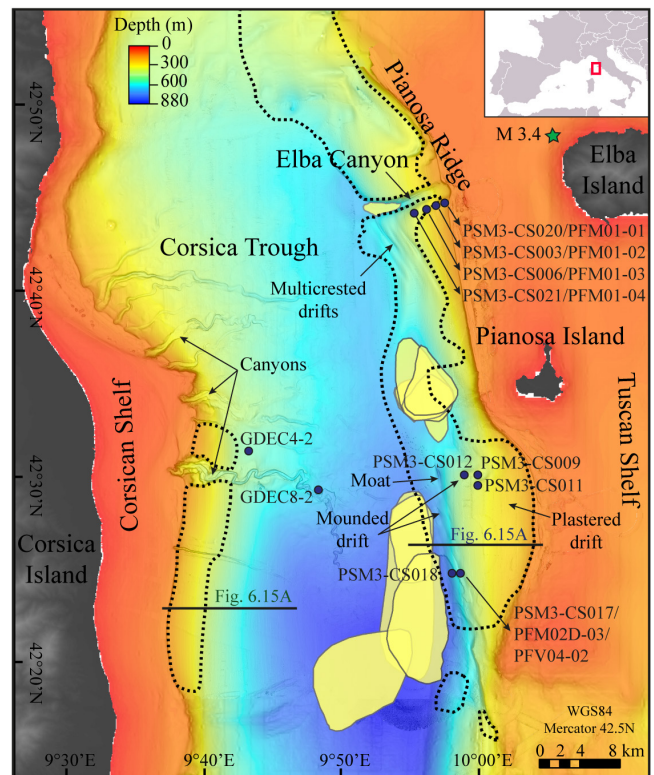 Depth (m)
0
300
600
880
42°50'N
42°40'N
42°30'N
42°20'N
Pianosa Ridge
M 3.4
Elba
Island
Elba Canyon
PSM3-CS020/PFM01-01
PSM3-CS003/PFM01-02
PSM3-CS006/PFM01-03
PSM3-CS021/PFM01-04
Corsica Trough
Multicrested
drifts
Pianosa Island
Canyons
Corsican Shelf
Tuscan Shelf
GDEC4-2
GDEC8-2
PSM3-CS012
PSM3-CS009
PSM3-CS011
Moat
Mounded
drift
Plastered
drift
Fig. 6.15A
Corsica
Island
PSM3-CS018
Fig. 6.15A
PSM3-CS017/
PFM02D-03/
PFV04-02
WGS84
Mercator 42.5N
0 2 4 8 km
9°30'E
9°40'E
9°50'E
10°00'E